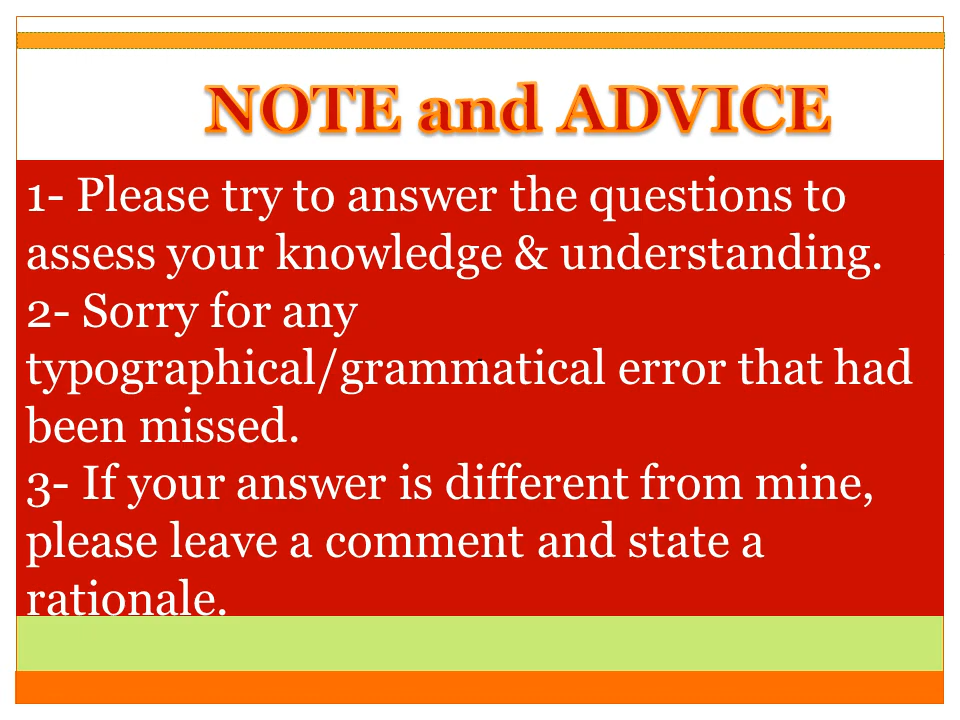 NOTE and ADVICE
1- Please try to answer the questions to
assess your knowledge & understanding.
2- Sorry for any
typographical/grammatical error that had
been missed.
3- If your answer is different from mine,
please leave a comment and state a
rationale.